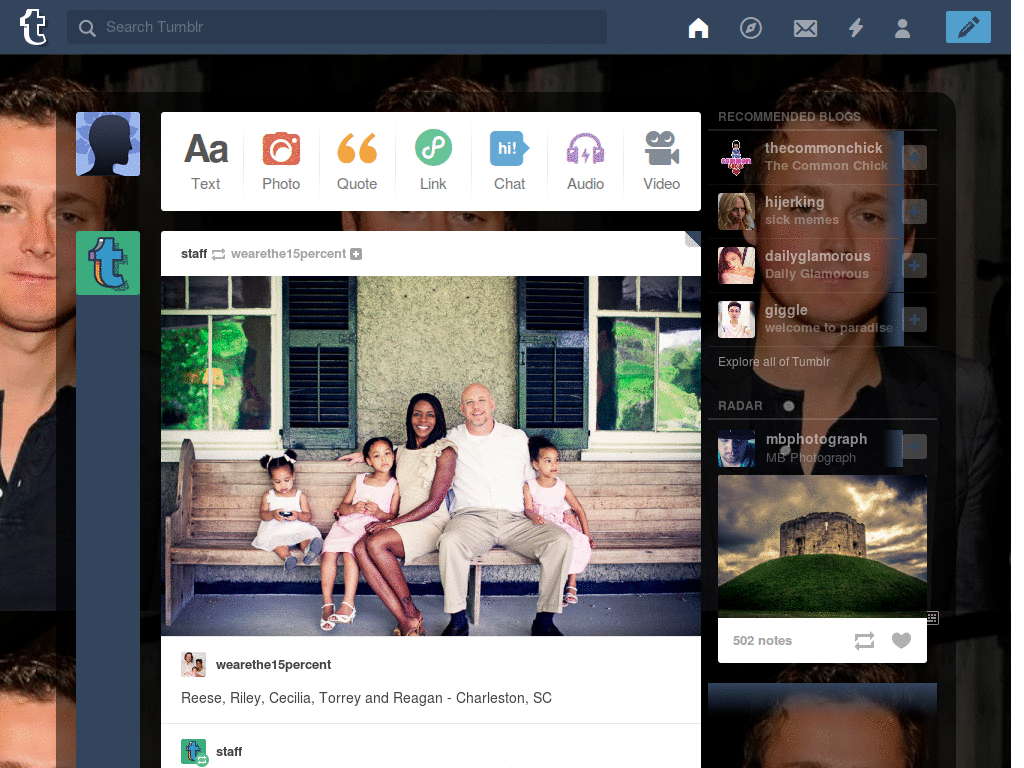 Search Tumblr
Aa
Text
Photo
Quote
Link
hi!
Chat
Audio
Video
staff wearethe15percent
wearethe15percent
Reese, Riley, Cecilia, Torrey and Reagan - Charleston, SC
staff
RECOMMENDED BLOGS
thecommonchick
The Common Chick
hijerking
sick memes
dailyglamorous
Daily Glamorous
giggle
welcome to paradise
Explore all of Tumblr
RADAR
mbphotograph
MB Photograph
502 notes